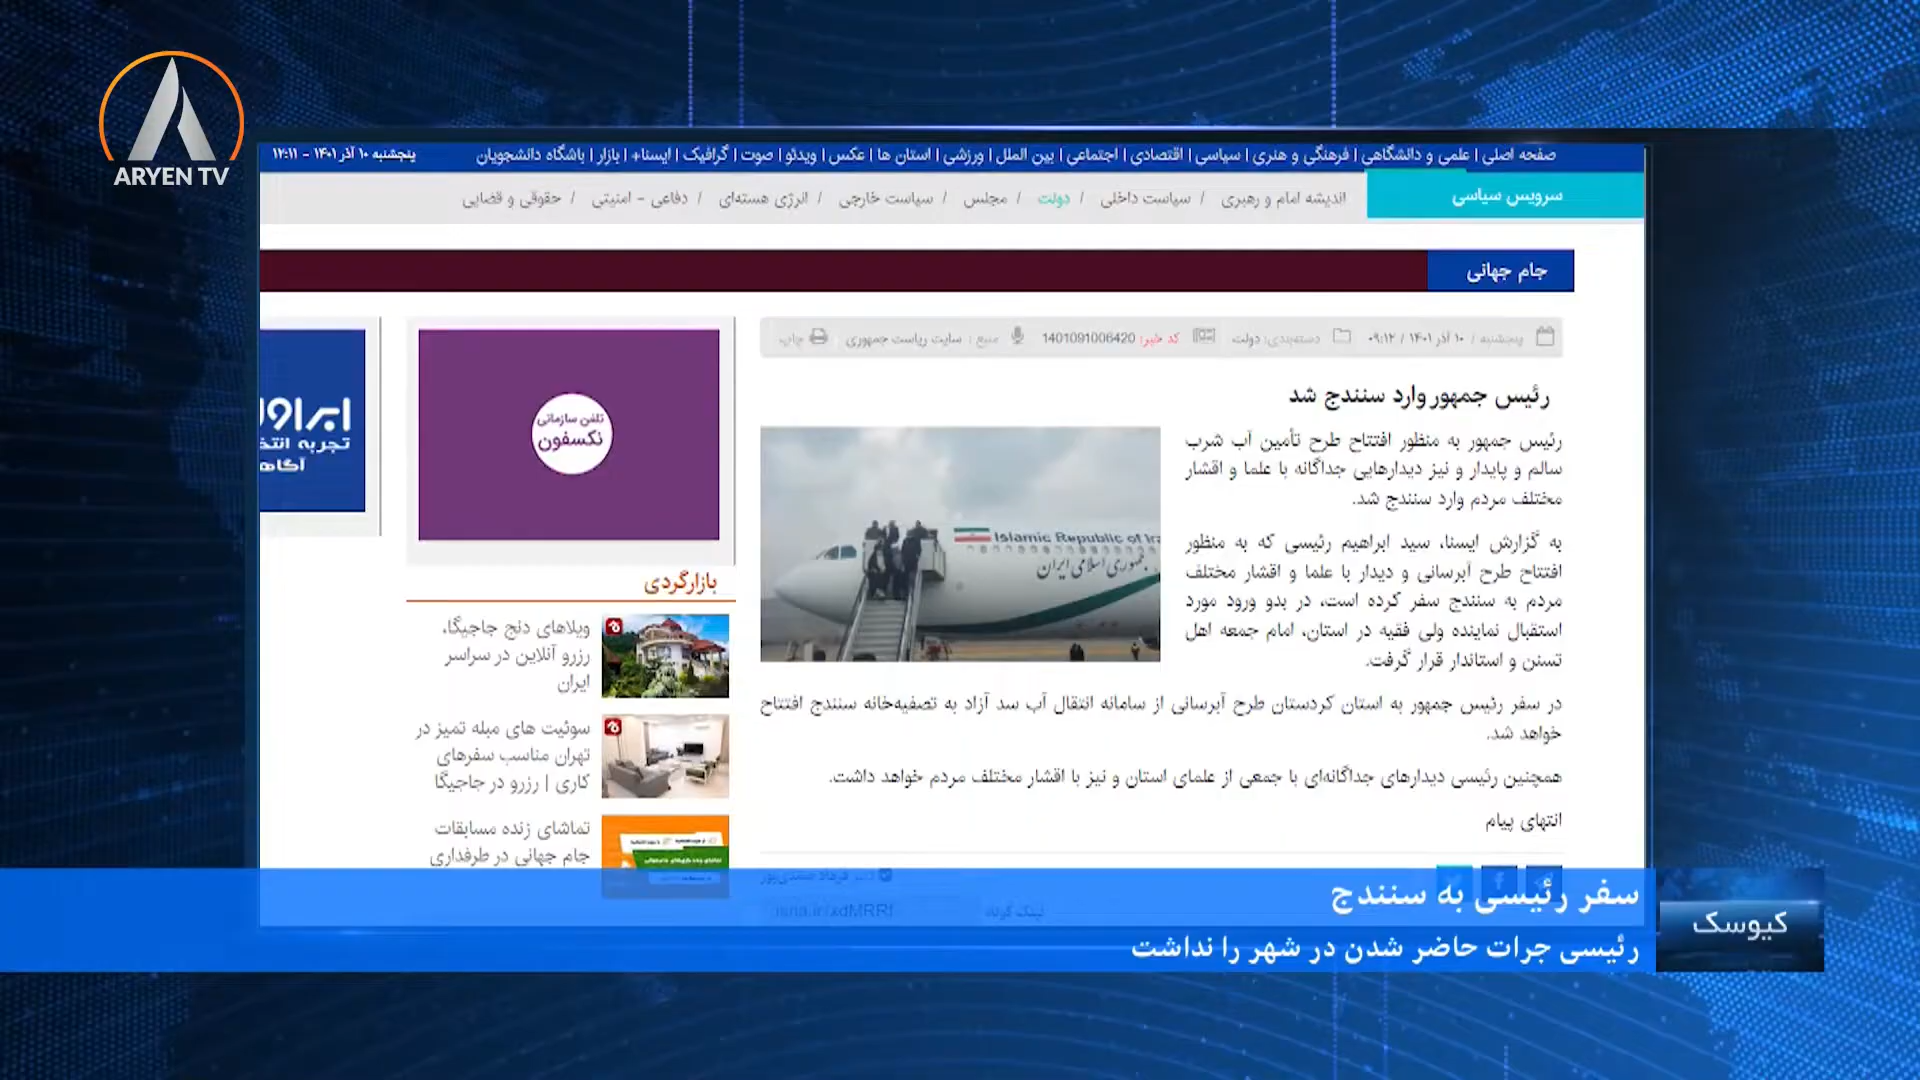 ARYEN TV
صفحه اصلی | علمی و دانشگاهی | فرهنگی و هنری | سیاسی | اقتصادی | اجتماعی | بین الملل | ورزشی | استان ها | عکس | ویدئو | صوت | گرافیک | ایسنا+ | بازار | باشگاه دانشجویان
پنجشنبه ۱۰ آذر ۱۴۰۱ - ۱۲:۱۱
سرویس سیاسی
اندیشه امام و رهبری / سیاست داخلی / دولت / مجلس / سیاست خارجی / انرژی هسته‌ای / دفاعی - امنیتی / حقوقی و قضایی
جام جهانی
پنجشنبه / ۱۰ آذر ۱۴۰۱ / ۰۹:۱۲ دسته‌بندی: دولت کد خبر: 1401091006420 منبع : سایت ریاست جمهوری چاپ
رئیس جمهور وارد سنندج شد
رئیس جمهور به منظور افتتاح طرح تأمین آب شرب
سالم و پایدار و نیز دیدارهایی جداگانه با علما و اقشار
مختلف مردم وارد سنندج شد.
به گزارش ایسنا، سید ابراهیم رئیسی که به منظور
افتتاح طرح آبرسانی و دیدار با علما و اقشار مختلف
مردم به سنندج سفر کرده است، در بدو ورود مورد
استقبال نماینده ولی فقیه در استان، امام جمعه اهل
تسنن و استاندار قرار گرفت.
در سفر رئیس جمهور به استان کردستان طرح آبرسانی از سامانه انتقال آب سد آزاد به تصفیه‌خانه سنندج افتتاح
خواهد شد.
همچنین رئیسی دیدارهای جداگانه‌ای با جمعی از علمای استان و نیز با اقشار مختلف مردم خواهد داشت.
انتهای پیام
Islamic Republic of Ira
جمهوری اسلامی ایران
تلفن سازمانی
نکسفون
تجربه
بازارگردی
ویلاهای دنج جاجیگا،
رزرو آنلاین در سراسر
ایران
سوئیت های مبله تمیز در
تهران مناسب سفرهای
کاری | رزرو در جاجیگا
تماشای زنده مسابقات
جام جهانی در طرفداری
isna.ir/xdMRRf
لینک کوتاه
سفر رئیسی به سنندج
رئیسی جرات حاضر شدن در شهر را نداشت
کیوسک